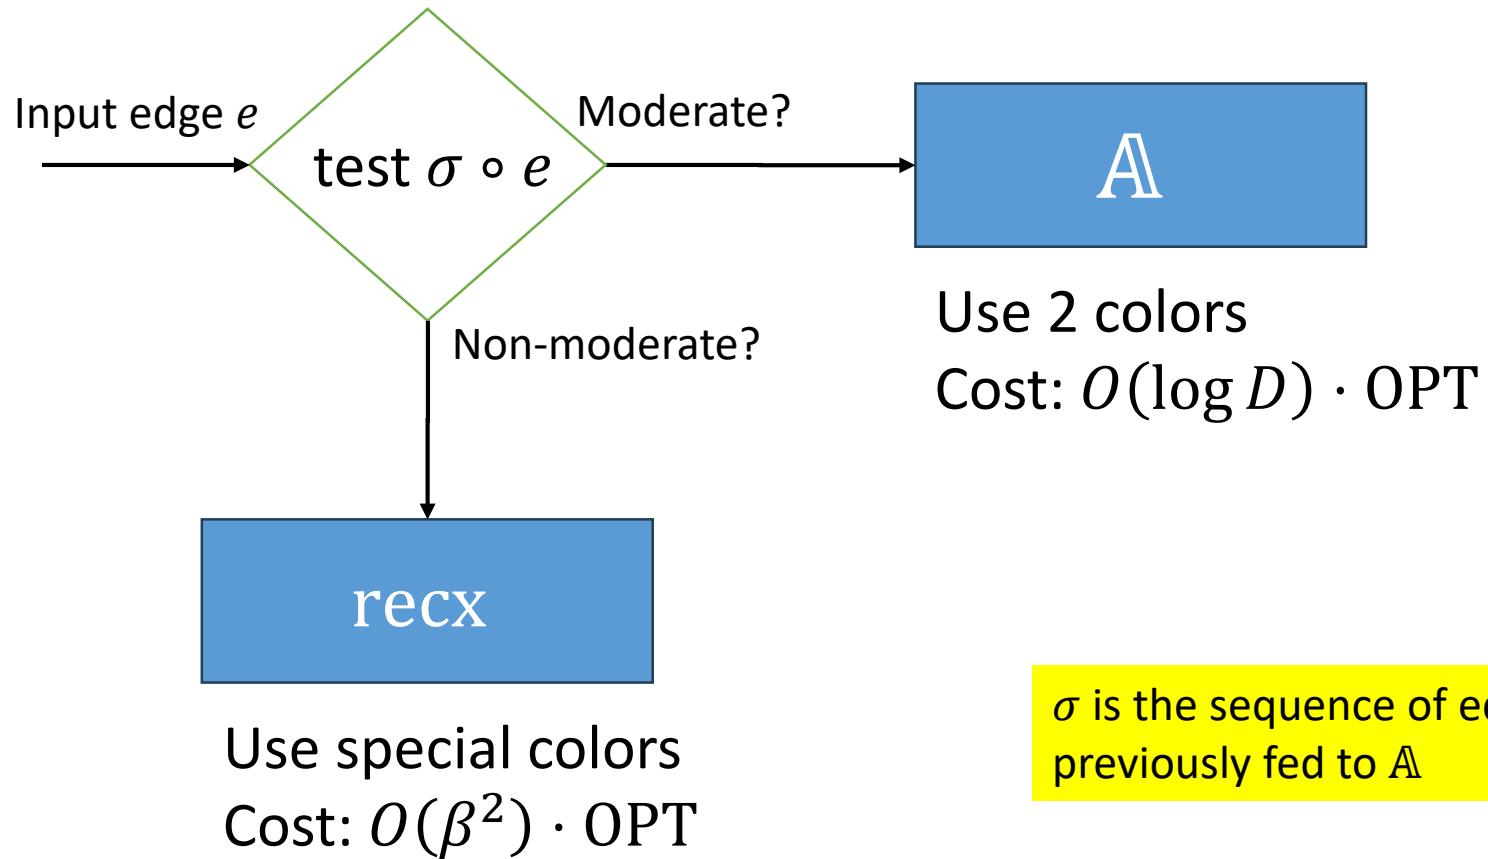 Input edge e
test σ ∘ e
Moderate?
𝔸
Use 2 colors
Cost: O(log D) · OPT
Non-moderate?
recx
Use special colors
Cost: O(β²) · OPT
σ is the sequence of
previously fed to 𝔸